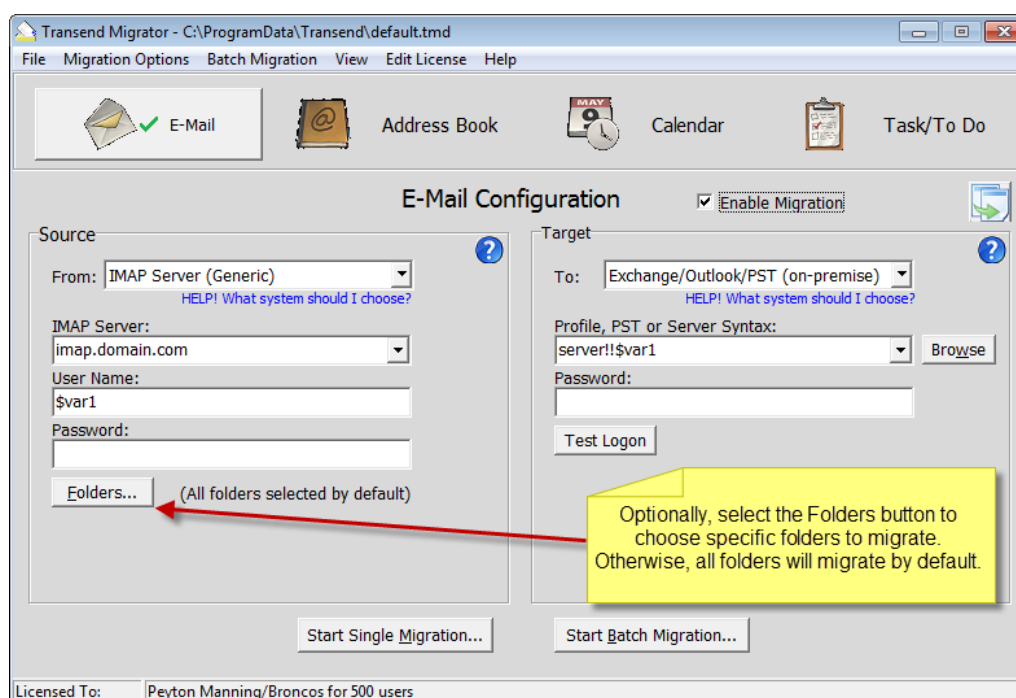 Transend Migrator - C:\ProgramData\Transend\default.tmd
File Migration Options Batch Migration View Edit License Help
E-Mail
Address Book
MAY
9
Calendar
Task/To Do
E-Mail Configuration
Enable Migration
Source
?
From: IMAP Server (Generic)
HELP! What system should I choose?
IMAP Server:
imap.domain.com
User Name:
$var1
Password:
Folders...
(All folders selected by default)
Target
?
To: Exchange/Outlook/PST (on-premise)
HELP! What system should I choose?
Profile, PST or Server Syntax:
server!!$var1
Browse
Password:
Test Logon
Optionally, select the Folders button to
choose specific folders to migrate.
Otherwise, all folders will migrate by default.
Start Single Migration...
Start Batch Migration...
Licensed To:
Peyton Manning/Broncos for 500 users